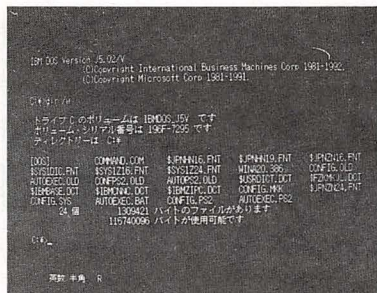 IBM DOS Version J5.02/V
(C)Copyright International Business Machines Corp 1981-1992.
(C)Copyright Microsoft Corp 1981-1991.
C:¥>dir /w
ドライブ C のボリュームは IBMDOS_J5V です
ボリューム・シリアル番号は 196F-7295 です
ディレクトリーは C:¥
[DOS] COMMAND.COM $JPNHN16.FNT $JPNHN19.FNT $JPNZN16.FNT
$SYS1Z16.FNT $SYS1Z24.FNT WINA20.386 CONFIG.OLD
AUTOEXEC.OLD CONFPS2.OLD AUTOPS2.OLD $USRDICT.DCT
$IBMBASE.DCT $IBMCNNC.DCT $IBMZIPC.DCT CONFIG.MKK $JPNZN24.FNT
CONFIG.SYS AUTOEXEC.BAT CONFIG.PS2 AUTOEXEC.PS2
24 個 1309421 バイトのファイルがあります
115740096 バイトが使用可能です
C:¥>_
英数 半角 R